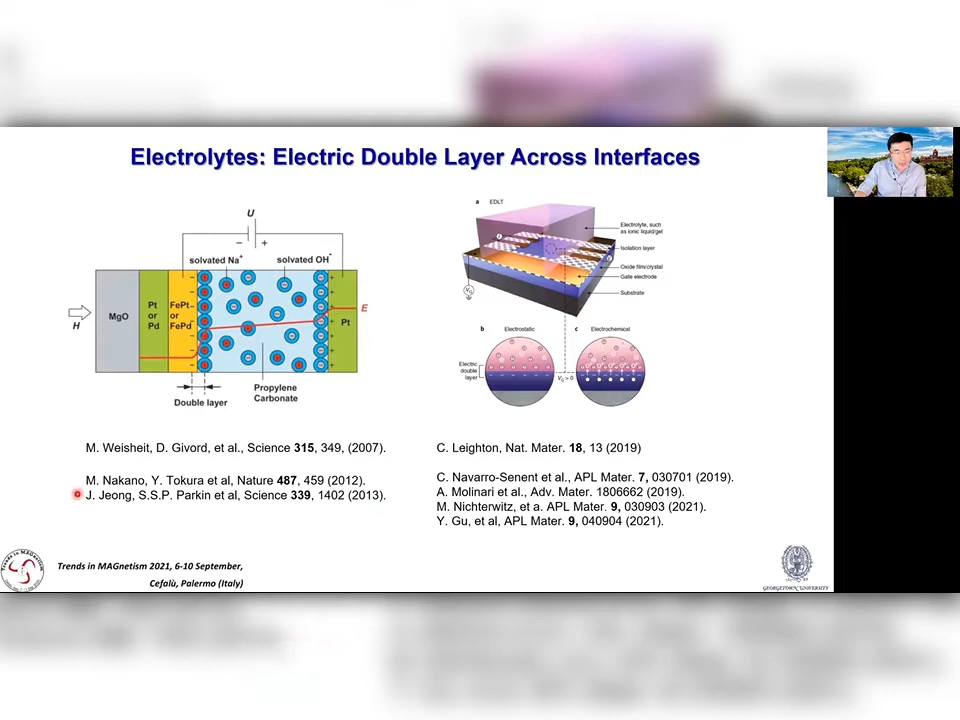 Electrolytes: Electric Double Layer Across Interfaces
U
− +
solvated Na+
solvated OH-
H
MgO
Pt
or
Pd
FePt
or
FePd
Pt
E
Double layer
Propylene
Carbonate
a EDLT
Electrolyte, such
as ionic liquid/gel
Isolation layer
Oxide film/crystal
Gate electrode
Substrate
VG
b Electrostatic
c Electrochemical
Electric
double
layer
VG > 0
M. Weisheit, D. Givord, et al., Science 315, 349, (2007).
M. Nakano, Y. Tokura et al, Nature 487, 459 (2012).
J. Jeong, S.S.P. Parkin et al, Science 339, 1402 (2013).
C. Leighton, Nat. Mater. 18, 13 (2019)
C. Navarro-Senent et al., APL Mater. 7, 030701 (2019).
A. Molinari et al., Adv. Mater. 1806662 (2019).
M. Nichterwitz, et a. APL Mater. 9, 030903 (2021).
Y. Gu, et al, APL Mater. 9, 040904 (2021).
Trends in MAGnetism 2021, 6-10 September,
Cefalù, Palermo (Italy)
GEORGETOWN UNIVERSITY